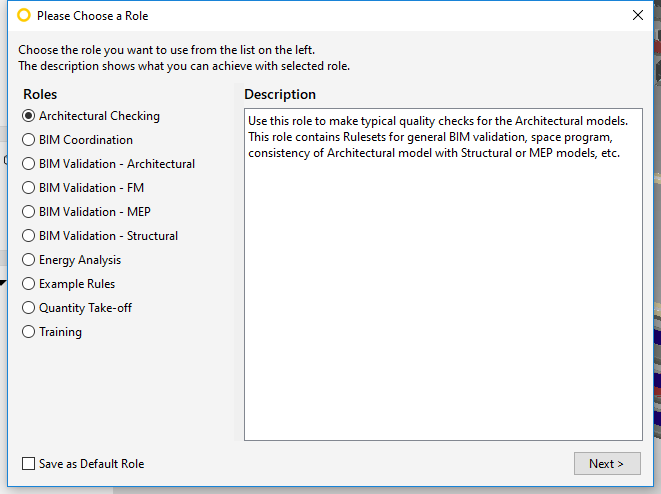 Please Choose a Role
Choose the role you want to use from the list on the left.
The description shows what you can achieve with selected role.
Roles
Architectural Checking
BIM Coordination
BIM Validation - Architectural
BIM Validation - FM
BIM Validation - MEP
BIM Validation - Structural
Energy Analysis
Example Rules
Quantity Take-off
Training
Description
Use this role to make typical quality checks for the Architectural models.
This role contains Rulesets for general BIM validation, space program,
consistency of Architectural model with Structural or MEP models, etc.
Save as Default Role
Next >